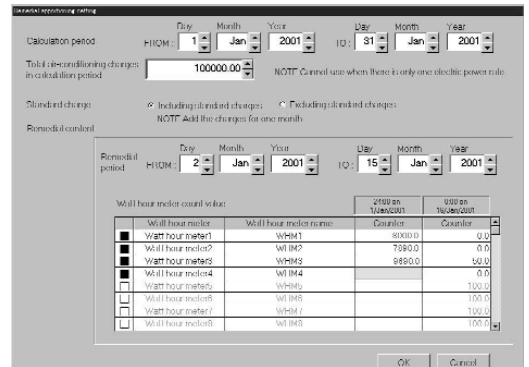 Remedial apportioning setting
Day Month Year Day Month Year
Calculation period FROM : 1 Jan 2001 TO : 31 Jan 2001
Total air-conditioning charges
in calculation period
100000.00 NOTE Cannot use when there is only one electric power rate
Standard charge Including standard charges Excluding standard charges
NOTE Add the charges for one month
Remedial content
Day Month Year Day Month Year
Remedial
period
FROM : 2 Jan 2001 TO : 15 Jan 2001
Watt hour meter count value
24:00 on
1/Jan/2001
0:00 on
16/Jan/2001
Watt hour meter Watt hour meter name Counter Counter
Watt hour meter1 WHM1 8000.0 0.0
Watt hour meter2 WHM2 7890.0 0.0
Watt hour meter3 WHM3 9890.0 50.0
Watt hour meter4 WHM4 0.0
Watt hour meter5 WHM5 100.0
Watt hour meter6 WHM6 100.0
Watt hour meter7 WHM7 100.0
Watt hour meter8 WHM8 100.0
OK Cancel